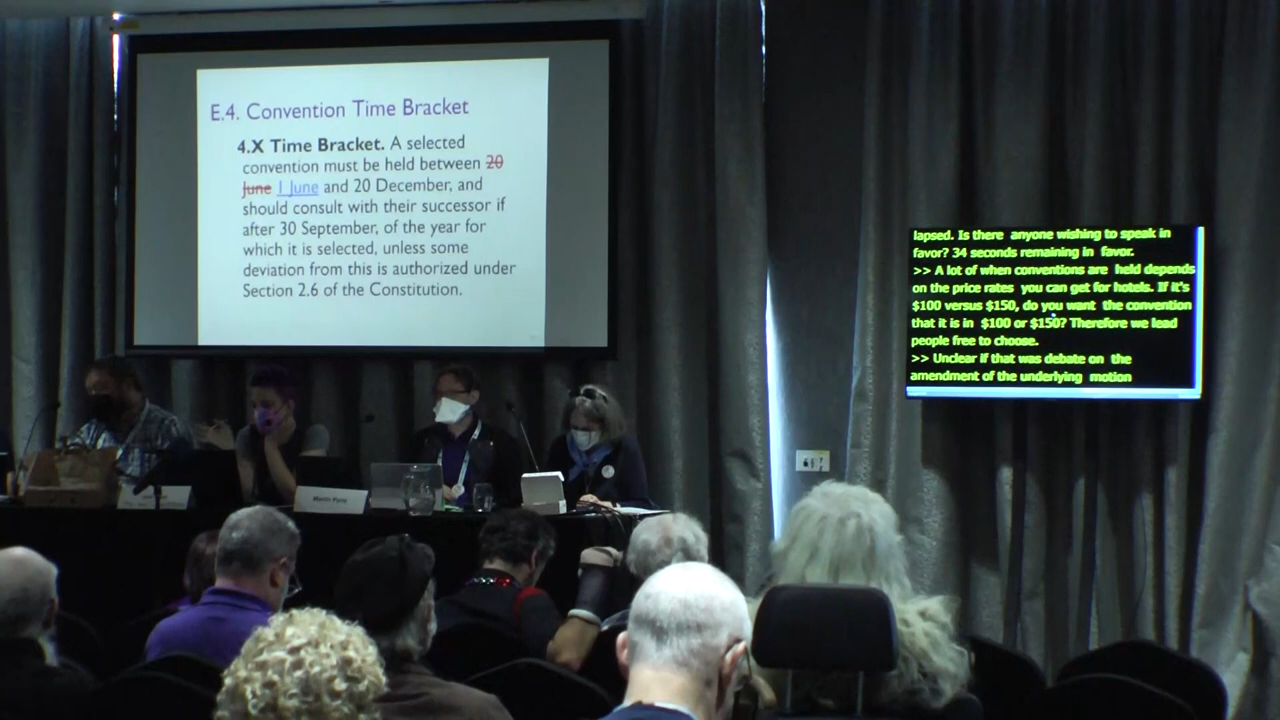 E.4. Convention Time Bracket
4.X Time Bracket. A selected
convention must be held between 20
June 1 June and 20 December, and
should consult with their successor if
after 30 September, of the year for
which it is selected, unless some
deviation from this is authorized under
Section 2.6 of the Constitution.
lapsed. Is there anyone wishing to speak in
favor? 34 seconds remaining in favor.
>> A lot of when conventions are held depends
on the price rates you can get for hotels. If it's
$100 versus $150, do you want the convention
that it is in $100 or $150? Therefore we lead
people free to choose.
>> Unclear if that was debate on the
amendment of the underlying motion
Martin Pyne